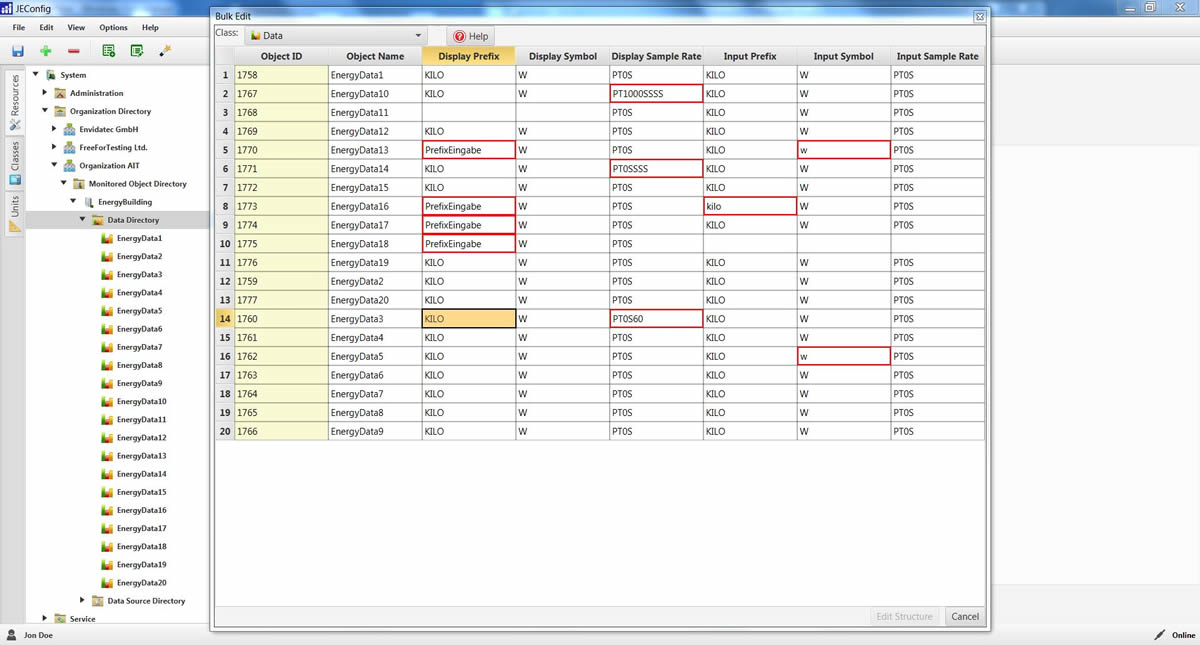 JEConfig
File Edit View Options Help
Resources
Classes
Units
System
Administration
Organization Directory
Envidatec GmbH
FreeForTesting Ltd.
Organization AIT
Monitored Object Directory
EnergyBuilding
Data Directory
EnergyData1
EnergyData2
EnergyData3
EnergyData4
EnergyData5
EnergyData6
EnergyData7
EnergyData8
EnergyData9
EnergyData10
EnergyData11
EnergyData12
EnergyData13
EnergyData14
EnergyData15
EnergyData16
EnergyData17
EnergyData18
EnergyData19
EnergyData20
Data Source Directory
Service
Bulk Edit
Class: Data Help
Object ID Object Name Display Prefix Display Symbol Display Sample Rate Input Prefix Input Symbol Input Sample Rate
1 1758 EnergyData1 KILO W PT0S KILO W PT0S
2 1767 EnergyData10 KILO W PT1000SSSS KILO W PT0S
3 1768 EnergyData11 PT0S KILO W PT0S
4 1769 EnergyData12 KILO W PT0S KILO W PT0S
5 1770 EnergyData13 PrefixEingabe W PT0S KILO w PT0S
6 1771 EnergyData14 KILO W PT0SSSS KILO W PT0S
7 1772 EnergyData15 KILO W PT0S KILO W PT0S
8 1773 EnergyData16 PrefixEingabe W PT0S kilo W PT0S
9 1774 EnergyData17 PrefixEingabe W PT0S KILO W PT0S
10 1775 EnergyData18 PrefixEingabe W PT0S
11 1776 EnergyData19 KILO W PT0S KILO W PT0S
12 1759 EnergyData2 KILO W PT0S KILO W PT0S
13 1777 EnergyData20 KILO W PT0S KILO W PT0S
14 1760 EnergyData3 KILO W PT0S60 KILO W PT0S
15 1761 EnergyData4 KILO W PT0S KILO W PT0S
16 1762 EnergyData5 KILO W PT0S KILO w PT0S
17 1763 EnergyData6 KILO W PT0S KILO W PT0S
18 1764 EnergyData7 KILO W PT0S KILO W PT0S
19 1765 EnergyData8 KILO W PT0S KILO W PT0S
20 1766 EnergyData9 KILO W PT0S KILO W PT0S
Edit Structure Cancel
Jon Doe Online